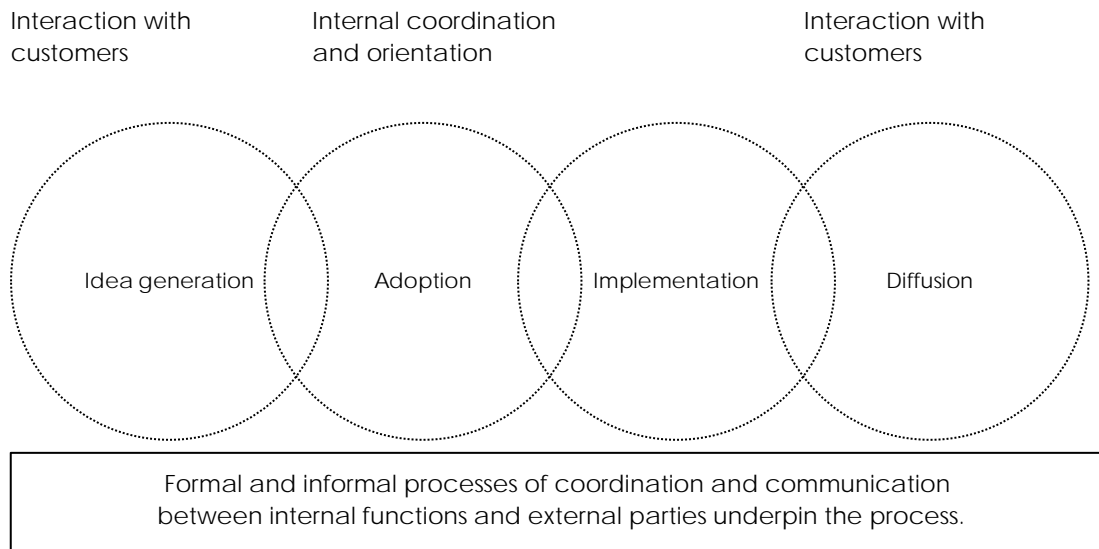 Interaction with
customers
Internal coordination
and orientation
Interaction with
customers
Idea generation
Adoption
Implementation
Diffusion
Formal and informal processes of coordination and communication
between internal functions and external parties underpin the process.